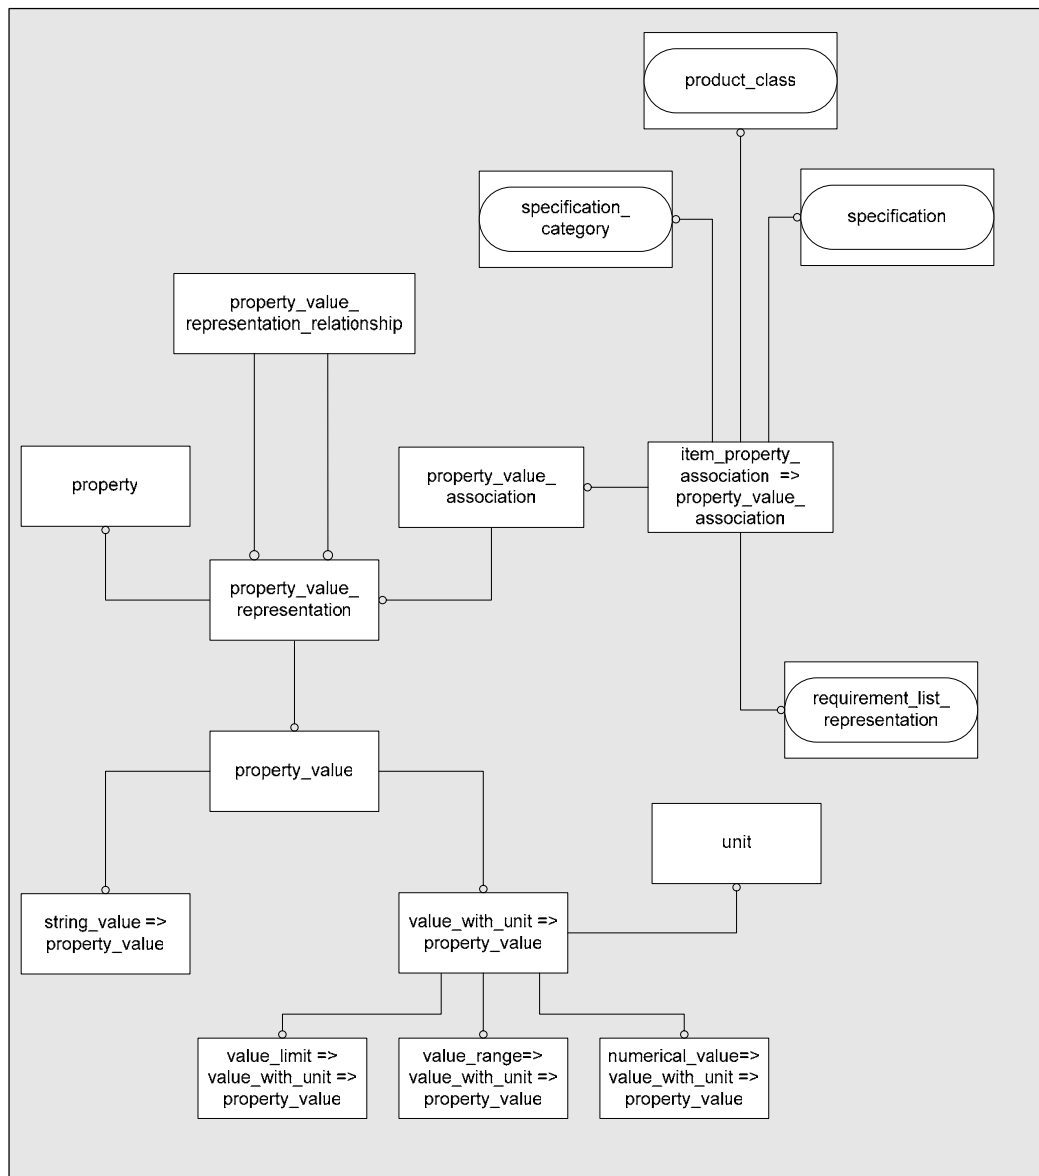 product_class
specification_
category
specification
property_value_
representation_relationship
property
property_value_
association
item_property_
association =>
property_value_
association
property_value_
representation
requirement_list_
representation
property_value
unit
string_value =>
property_value
value_with_unit =>
property_value
value_limit =>
value_with_unit =>
property_value
value_range=>
value_with_unit =>
property_value
numerical_value=>
value_with_unit =>
property_value